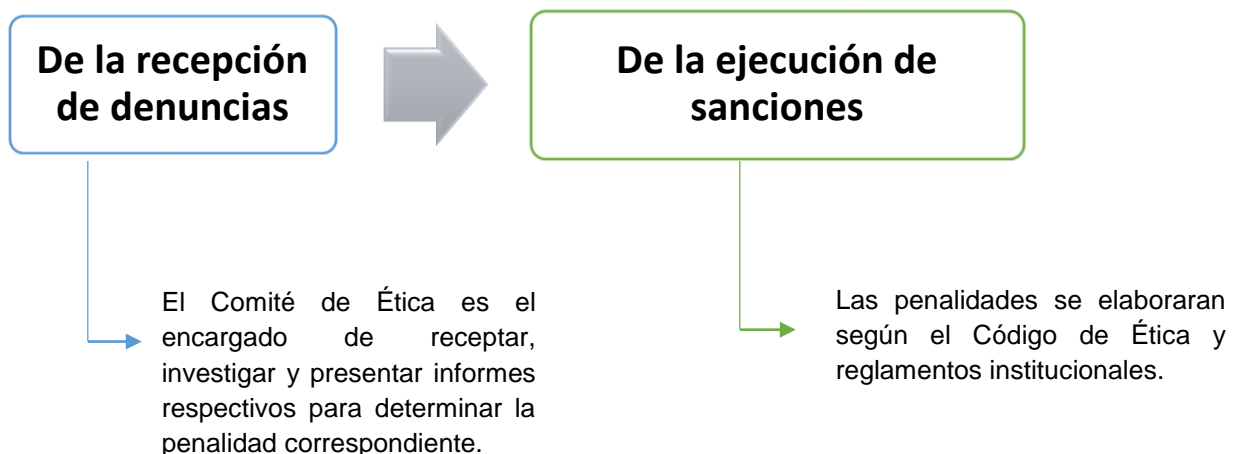 De la recepción
de denuncias
De la ejecución de
sanciones
El Comité de Ética es el
encargado de receptar,
investigar y presentar informes
respectivos para determinar la
penalidad correspondiente.
Las penalidades se elaboraran
según el Código de Ética y
reglamentos institucionales.